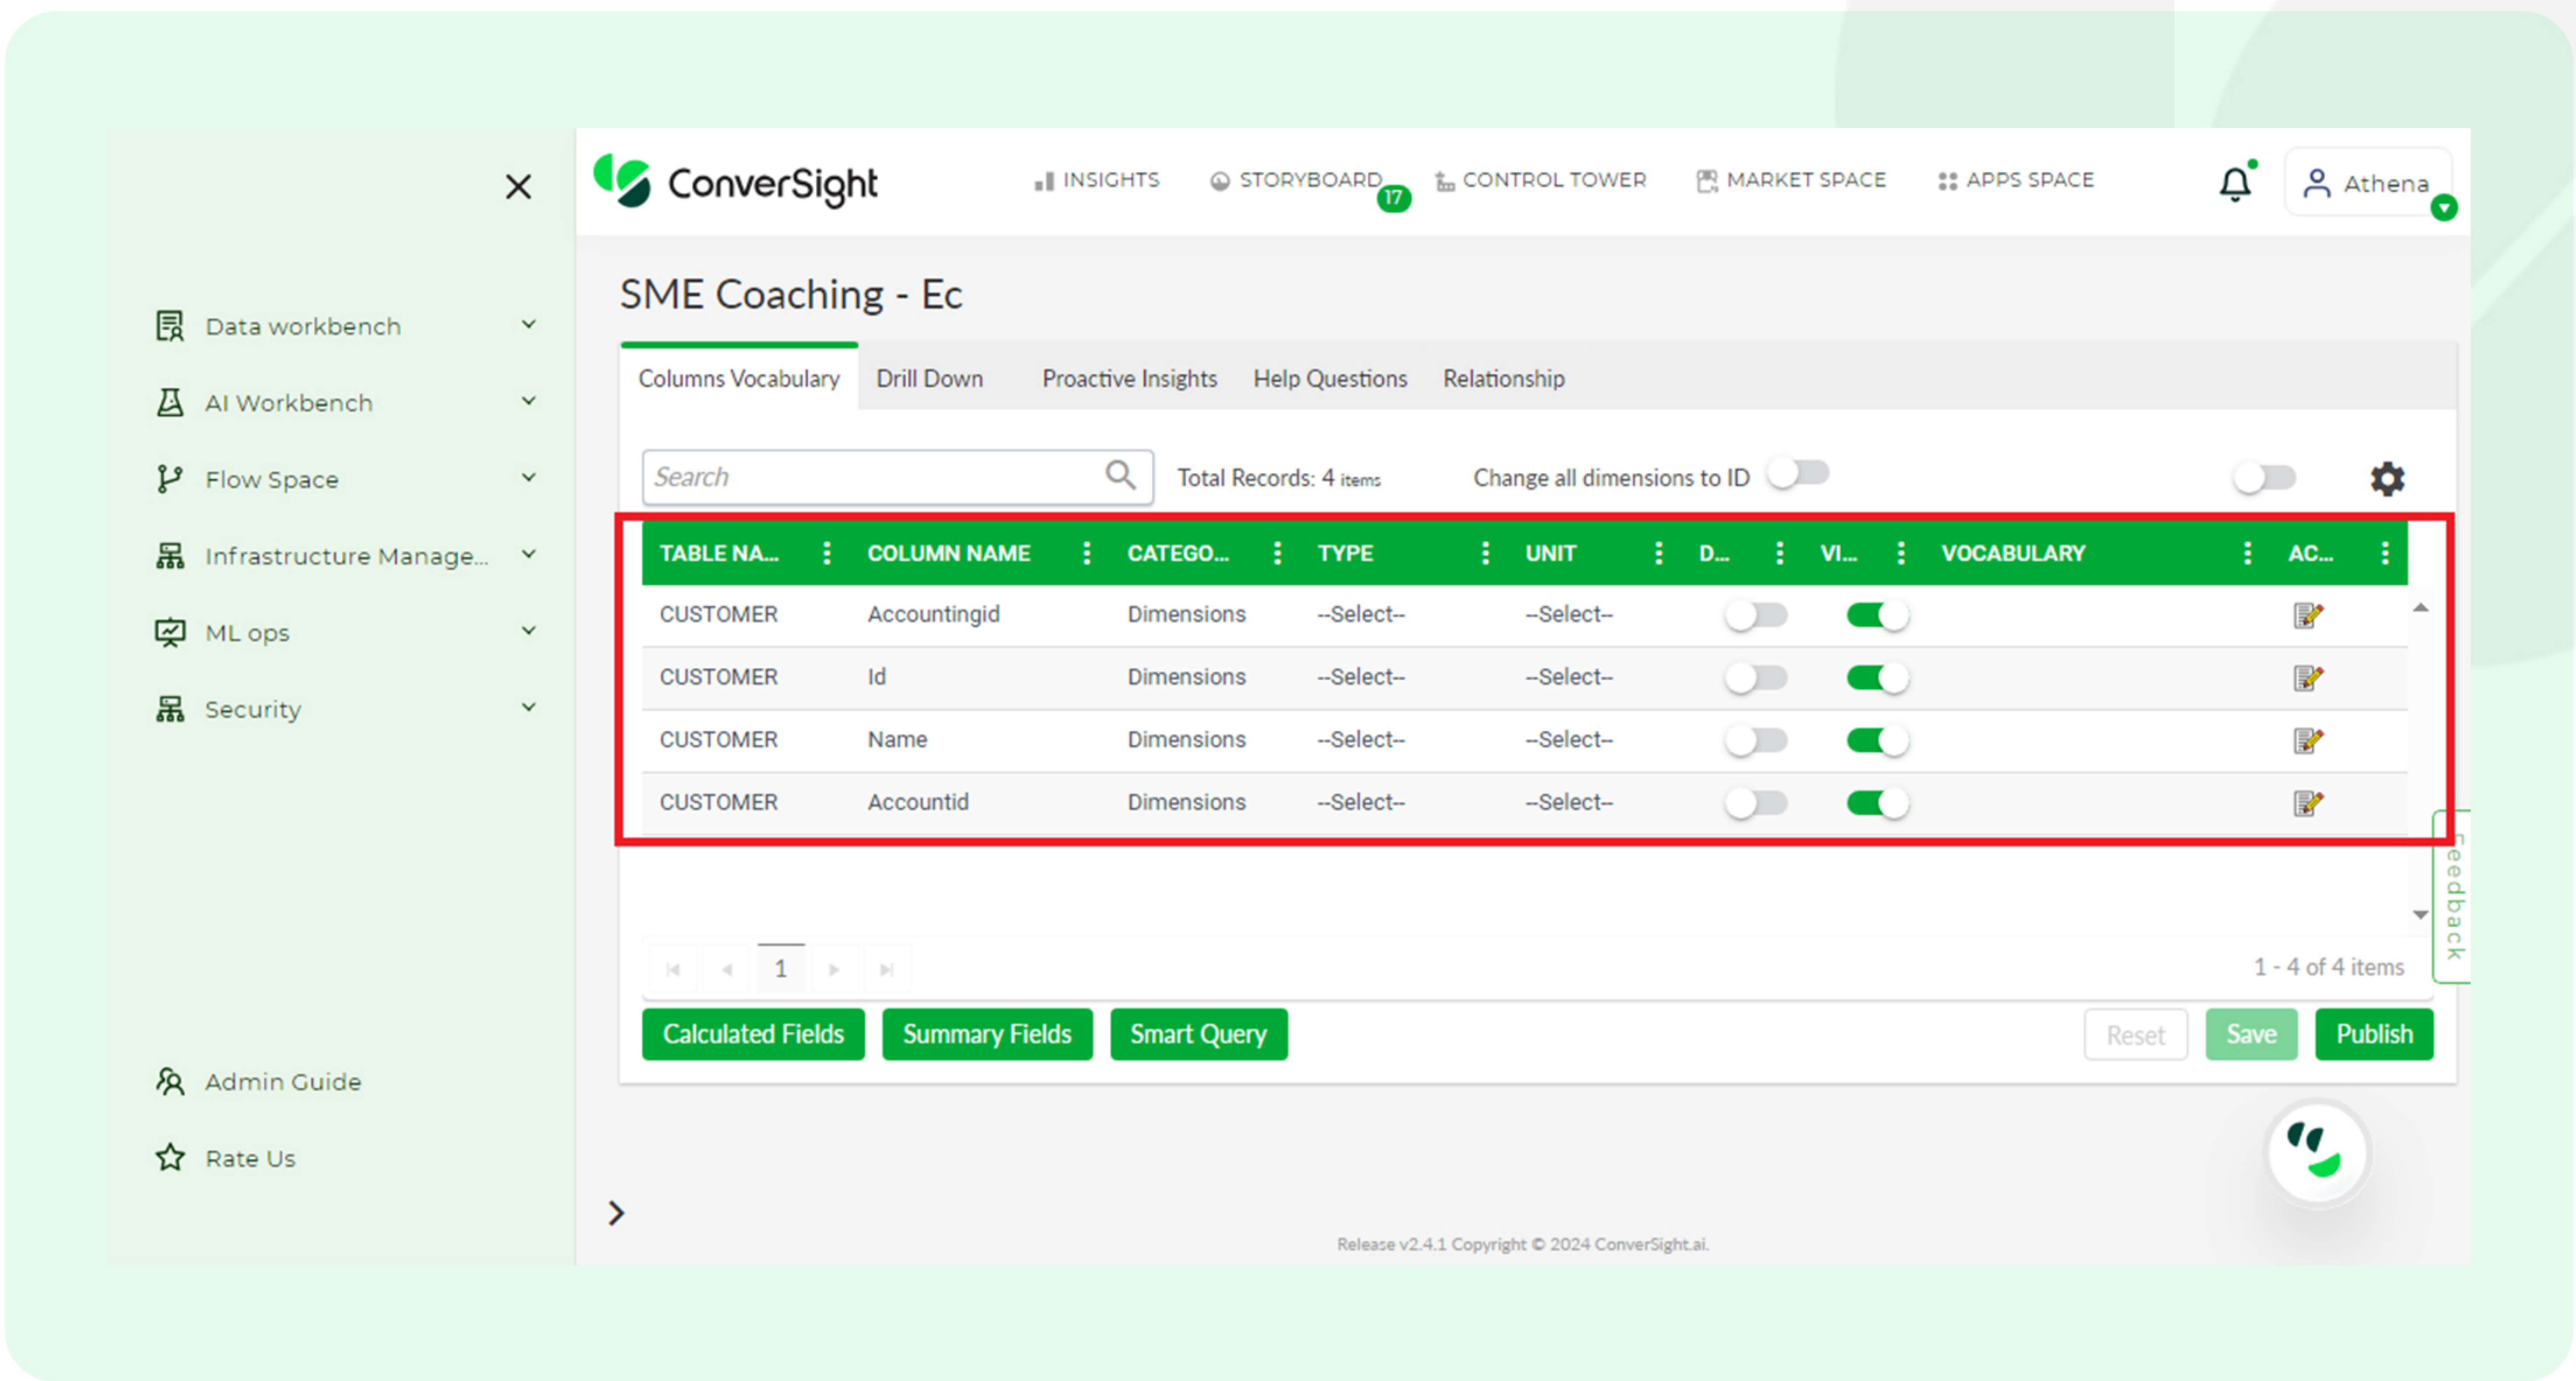 ConverSight
INSIGHTS
STORYBOARD
17
CONTROL TOWER
MARKET SPACE
APPS SPACE
Athena
Data workbench
AI Workbench
Flow Space
Infrastructure Manage...
ML ops
Security
Admin Guide
Rate Us
SME Coaching - Ec
Columns Vocabulary Drill Down Proactive Insights Help Questions Relationship
Search Total Records: 4 items Change all dimensions to ID
TABLE NA... COLUMN NAME CATEGO... TYPE UNIT D... VI... VOCABULARY AC...
CUSTOMER Accountingid Dimensions --Select-- --Select--
CUSTOMER Id Dimensions --Select-- --Select--
CUSTOMER Name Dimensions --Select-- --Select--
CUSTOMER Accountid Dimensions --Select-- --Select--
Feedback
1 1 - 4 of 4 items
Calculated Fields Summary Fields Smart Query Reset Save Publish
Release v2.4.1 Copyright © 2024 ConverSight.ai.